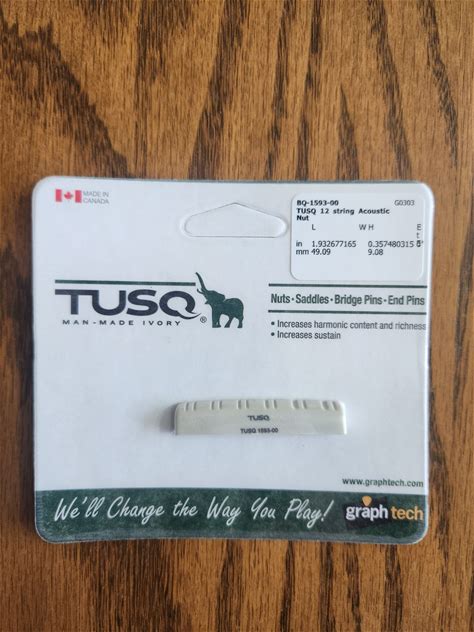 MADE IN
CANADA
BQ-1593-00 G0303
TUSQ 12 string Acoustic
Nut
L W H E
in 1.932677165 0.357480315
mm 49.09 9.08
TUSQ®
MAN-MADE IVORY
Nuts • Saddles • Bridge Pins • End Pins
• Increases harmonic content and richness
• Increases sustain
TUSQ
TUSQ 1593-00
www.graphtech.com
We'll Change the Way You Play!
graph tech